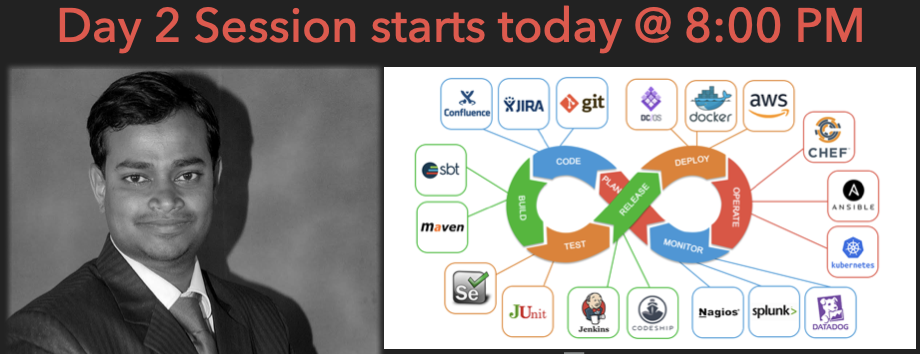 Day 2 Session starts today @ 8:00 PM
Confluence
JIRA
git
DC/OS
docker
aws
CHEF
sbt
CODE
DEPLOY
PLAN
RELEASE
BUILD
OPERATE
ANSIBLE
maven
TEST
MONITOR
kubernetes
Se
JUnit
Jenkins
CODESHIP
Nagios
splunk>
DATADOG